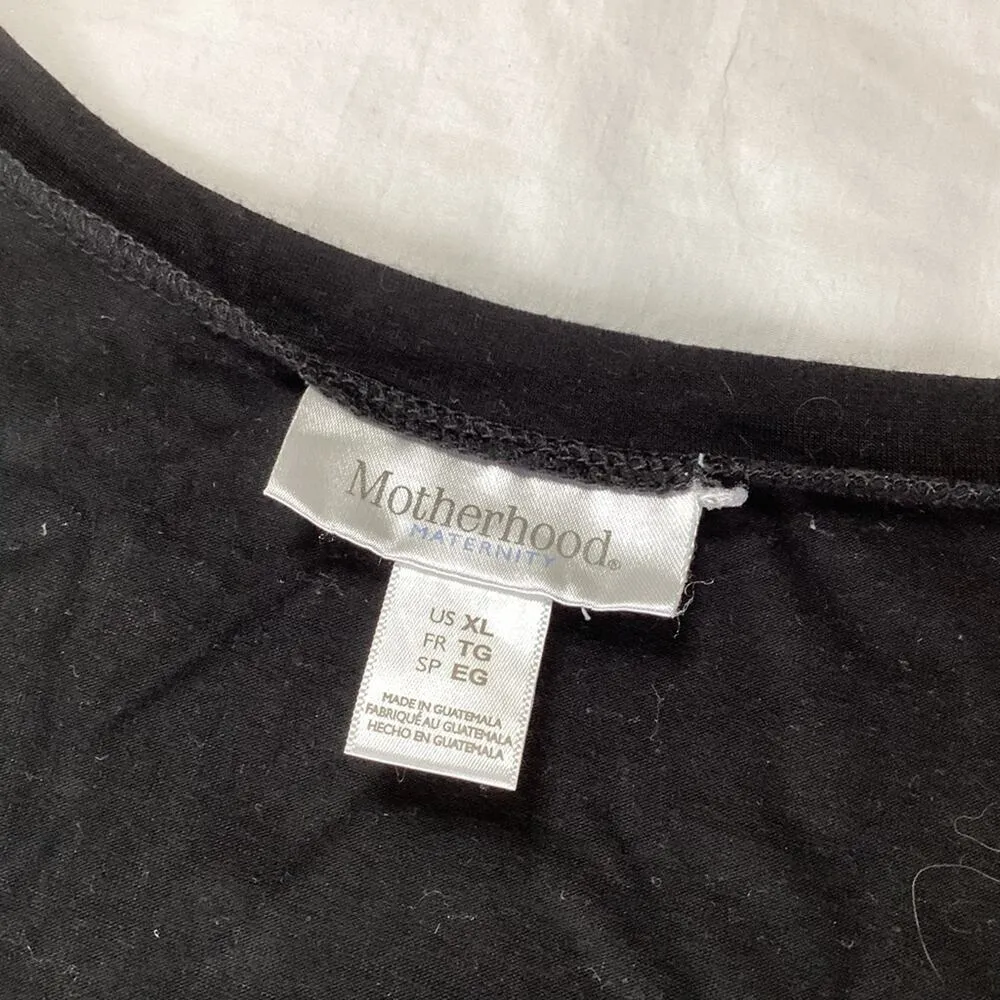 Motherhood®
MATERNITY
US XL
FR TG
SP EG
MADE IN GUATEMALA
FABRIQUÉ AU GUATEMALA
HECHO EN GUATEMALA